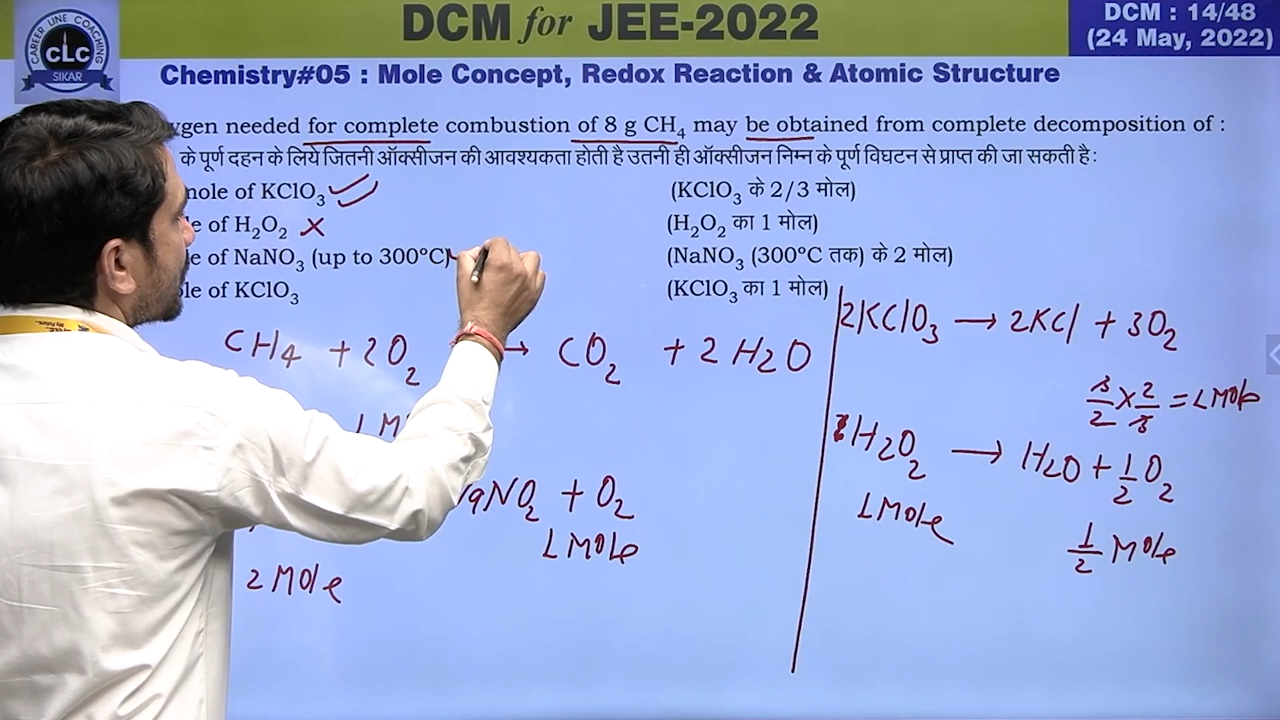 DCM for JEE-2022
DCM : 14/48
(24 May, 2022)
CAREER LINE COACHING
CLC
SIKAR
Chemistry#05 : Mole Concept, Redox Reaction & Atomic Structure
needed for complete combustion of 8 g CH₄ may be obtained from complete decomposition of :
के पूर्ण दहन के लिये जितनी ऑक्सीजन की आवश्यकता होती है उतनी ही ऑक्सीजन निम्न के पूर्ण विघटन से प्राप्त की जा सकती है:
of KClO₃ (KClO₃ के 2/3 मोल)
of H₂O₂ (H₂O₂ का 1 मोल)
of NaNO₃ (up to 300°C) (NaNO₃ (300°C तक) के 2 मोल)
of KClO₃ (KClO₃ का 1 मोल)
CH₄ + 2O₂ → CO₂ + 2H₂O
NO₂ + O₂
1 Mole
2 Mole
2KClO₃ → 2KCl + 3O₂
3/2 × 2/3 = 1 Mole
H₂O₂ → H₂O + 1/2 O₂
1 Mole 1/2 Mole